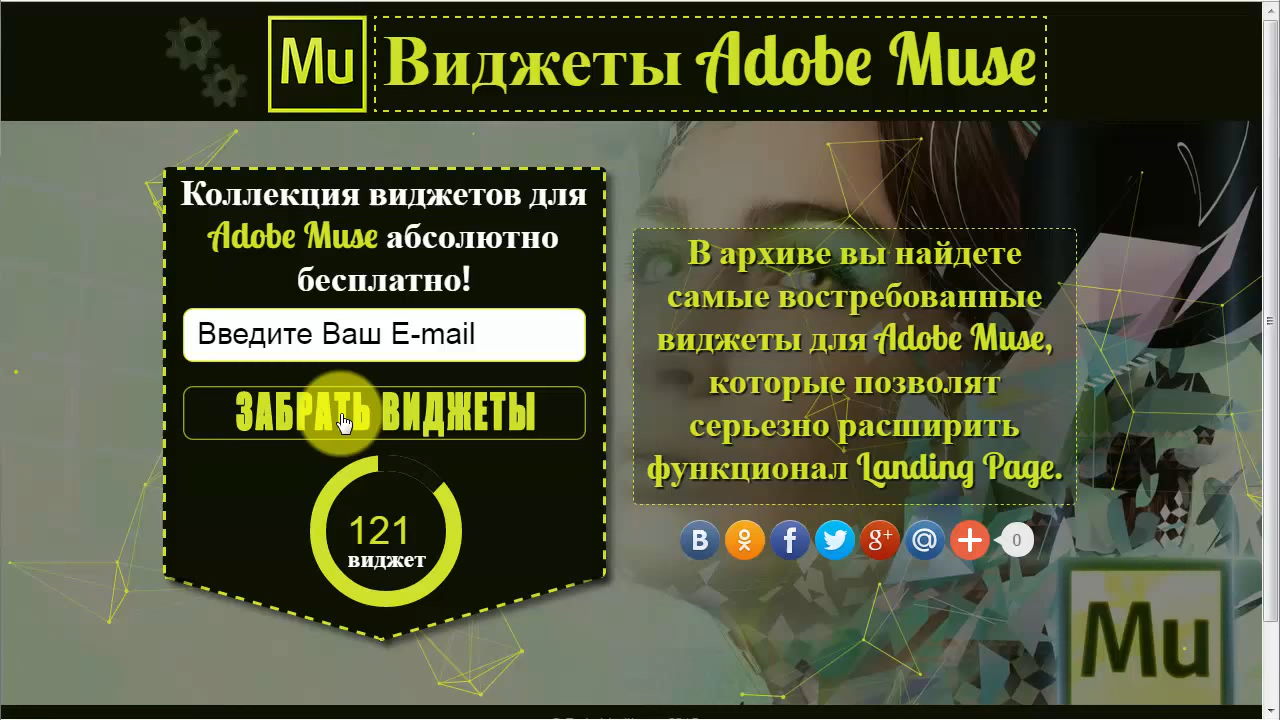 Mu Виджеты Adobe Muse
Коллекция виджетов для
Adobe Muse абсолютно
бесплатно!
Введите Ваш E-mail
ЗАБРАТЬ ВИДЖЕТЫ
121
виджет
В архиве вы найдете
самые востребованные
виджеты для Adobe Muse,
которые позволят
серьезно расширить
функционал Landing Page.
0
Mu